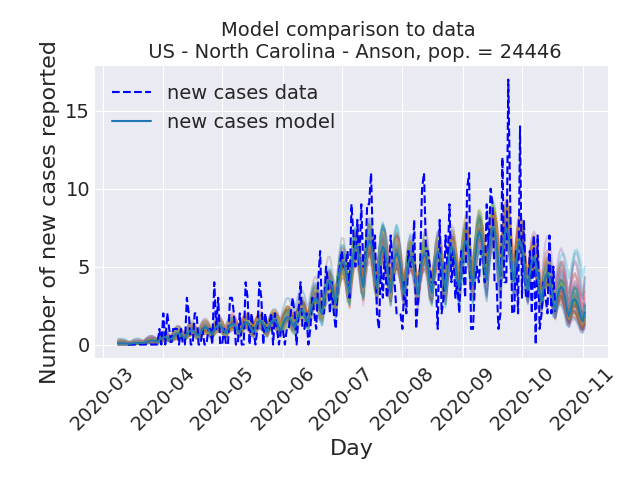 Model comparison to data
US - North Carolina - Anson, pop. = 24446
new cases data
new cases model
Number of new cases reported
15
10
5
0
2020-03
2020-04
2020-05
2020-06
2020-07
2020-08
2020-09
2020-10
2020-11
Day